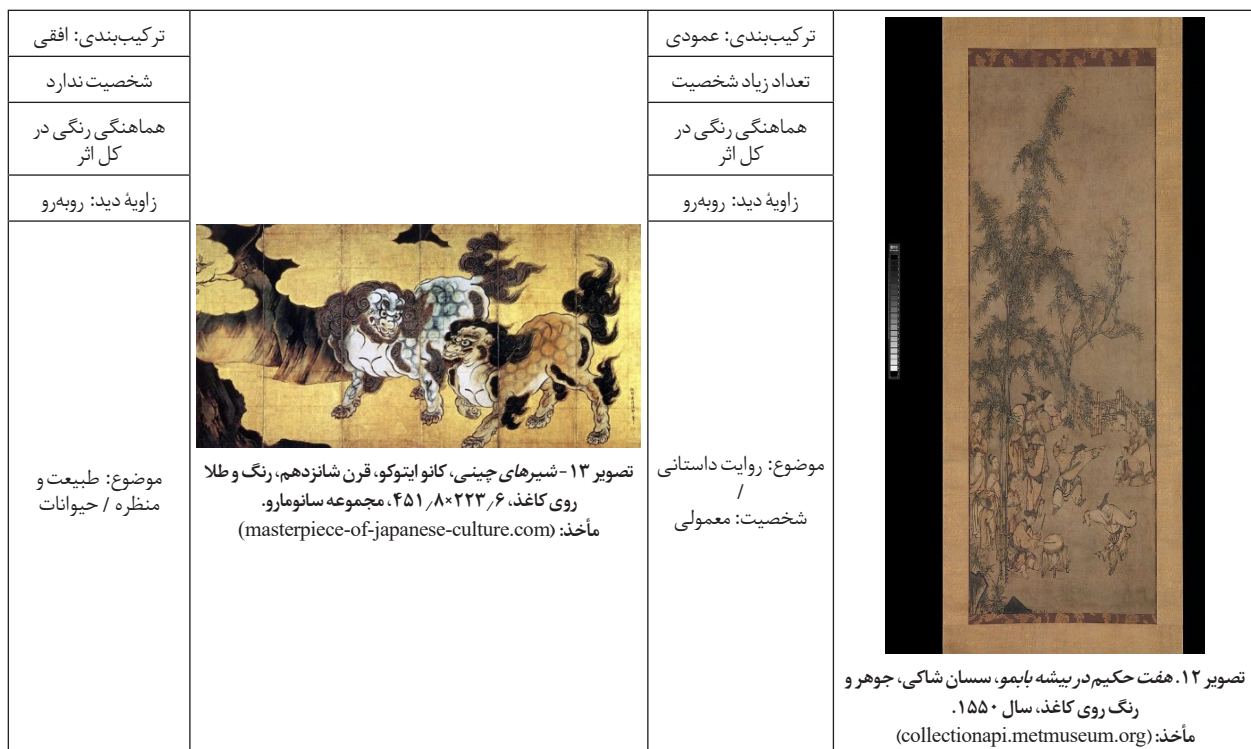 تصویر ۱۲. هفت حکیم در بیشه بابمو، سسان شاکی، جوهر و
رنگ روی کاغذ، سال ۱۵۵۰.
مأخذ: (collectionapi.metmuseum.org)
ترکیب‌بندی: عمودی
تعداد زیاد شخصیت
هماهنگی رنگی در
کل اثر
زاویۀ دید: روبه‌رو
موضوع: روایت داستانی
/
شخصیت: معمولی
تصویر ۱۳- شیرهای چینی، کانو ایتوکو، قرن شانزدهم، رنگ و طلا
روی کاغذ، ۲۲۳٫۶×۴۵۱٫۸، مجموعه سانومارو.
مأخذ: (masterpiece-of-japanese-culture.com)
ترکیب‌بندی: افقی
شخصیت ندارد
هماهنگی رنگی در
کل اثر
زاویۀ دید: روبه‌رو
موضوع: طبیعت و
منظره / حیوانات